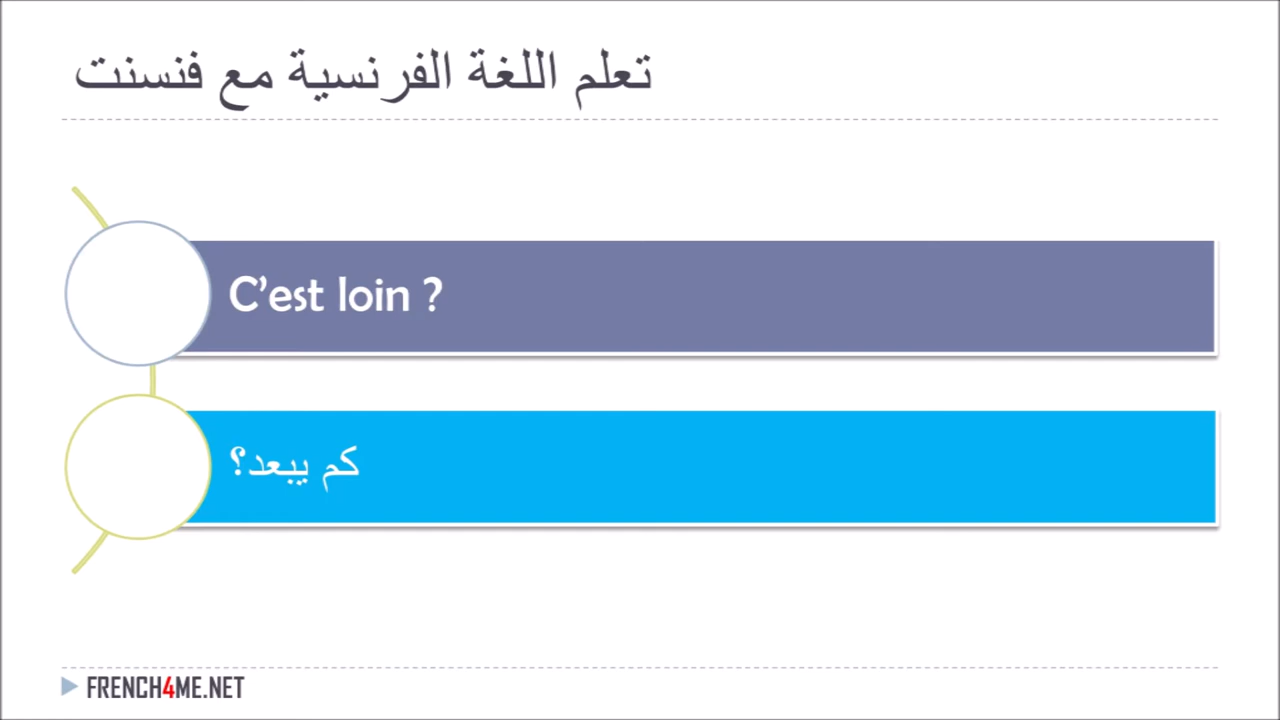 تعلم اللغة الفرنسية مع فنسنت
C’est loin ?
كم يبعد؟
FRENCH4ME.NET